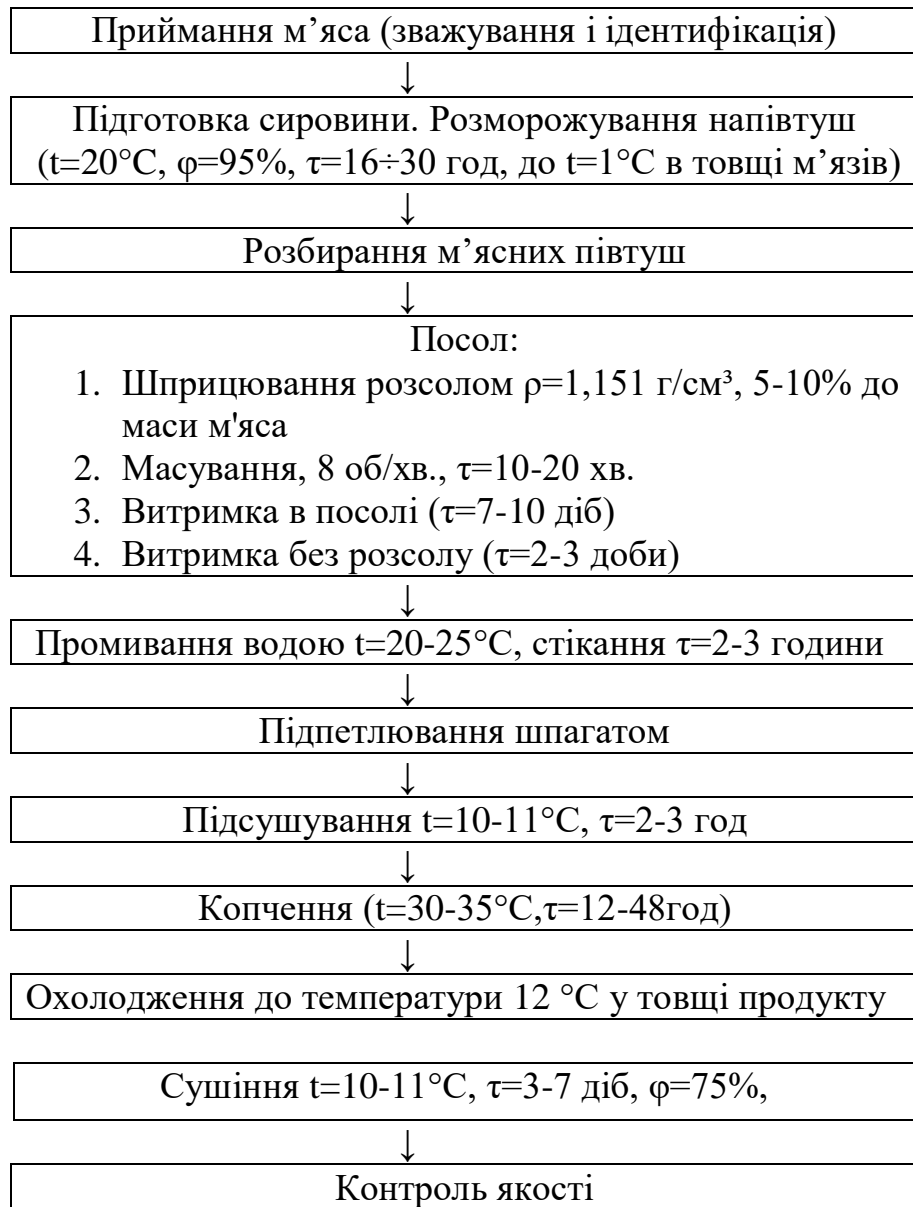 Приймання м’яса (зважування і ідентифікація)
↓
Підготовка сировини. Розморожування напівтуш
(t=20°C, φ=95%, τ=16÷30 год, до t=1°C в товщі м’язів)
↓
Розбирання м’ясних півтуш
↓
Посол:
1. Шприцювання розсолом ρ=1,151 г/см³, 5-10% до
маси м'яса
2. Масування, 8 об/хв., τ=10-20 хв.
3. Витримка в посолі (τ=7-10 діб)
4. Витримка без розсолу (τ=2-3 доби)
↓
Промивання водою t=20-25°C, стікання τ=2-3 години
↓
Підпетлювання шпагатом
↓
Підсушування t=10-11°C, τ=2-3 год
↓
Копчення (t=30-35°C,τ=12-48год)
↓
Охолодження до температури 12 °C у товщі продукту
Сушіння t=10-11°C, τ=3-7 діб, φ=75%,
↓
Контроль якості